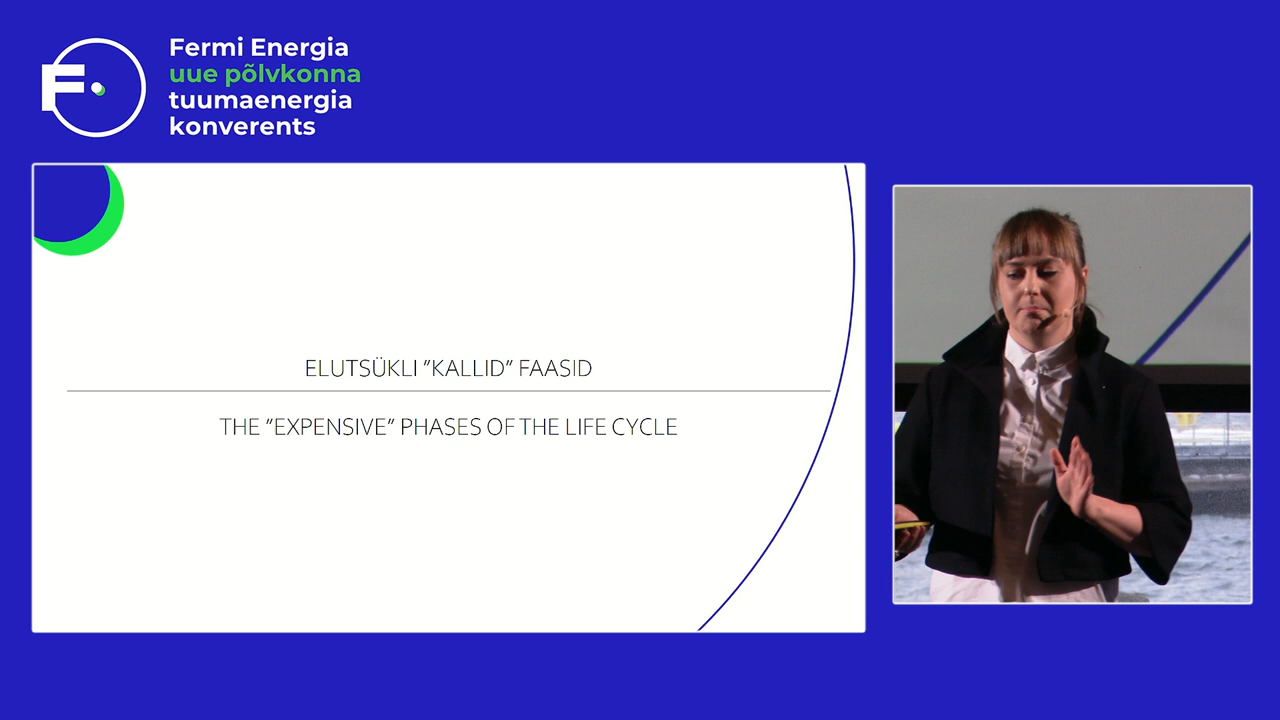 Fermi Energia
uue põlvkonna
tuumaenergia
konverents
ELUTSÜKLI ”KALLID” FAASID
THE ”EXPENSIVE” PHASES OF THE LIFE CYCLE